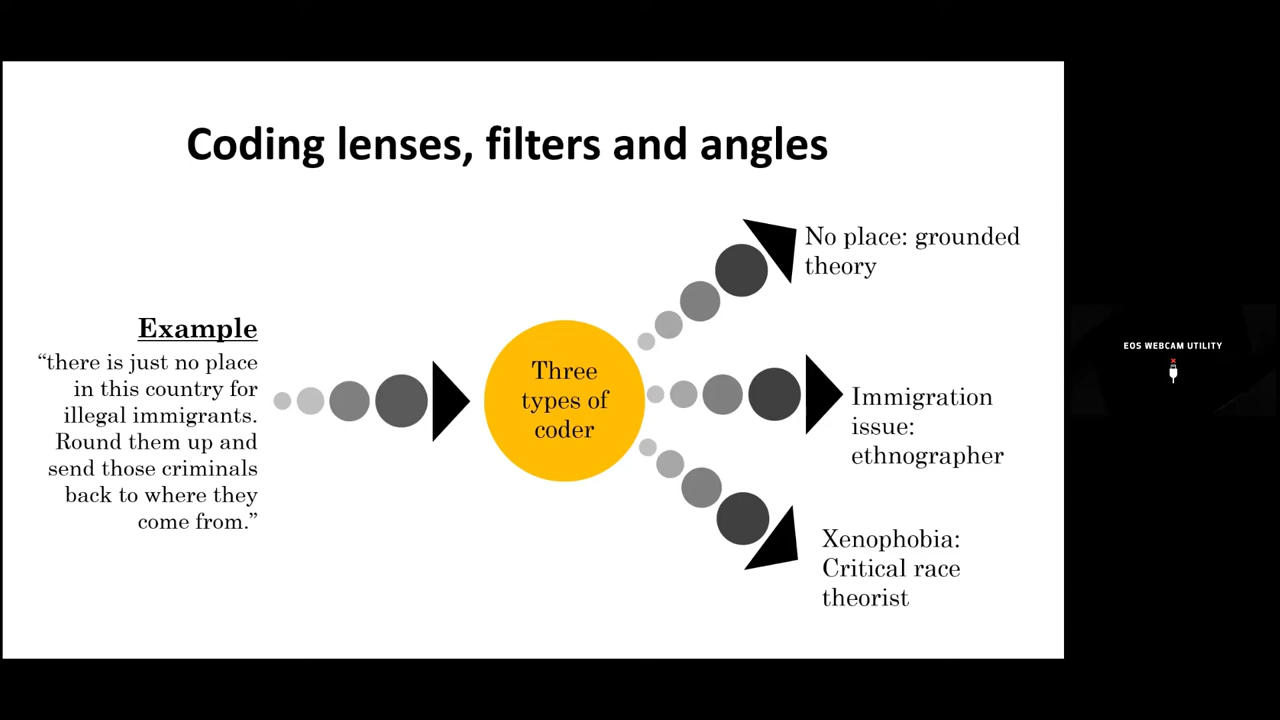 Coding lenses, filters and angles
Example
“there is just no place
in this country for
illegal immigrants.
Round them up and
send those criminals
back to where they
come from.”
Three
types of
coder
No place: grounded
theory
Immigration
issue:
ethnographer
Xenophobia:
Critical race
theorist
EOS WEBCAM UTILITY